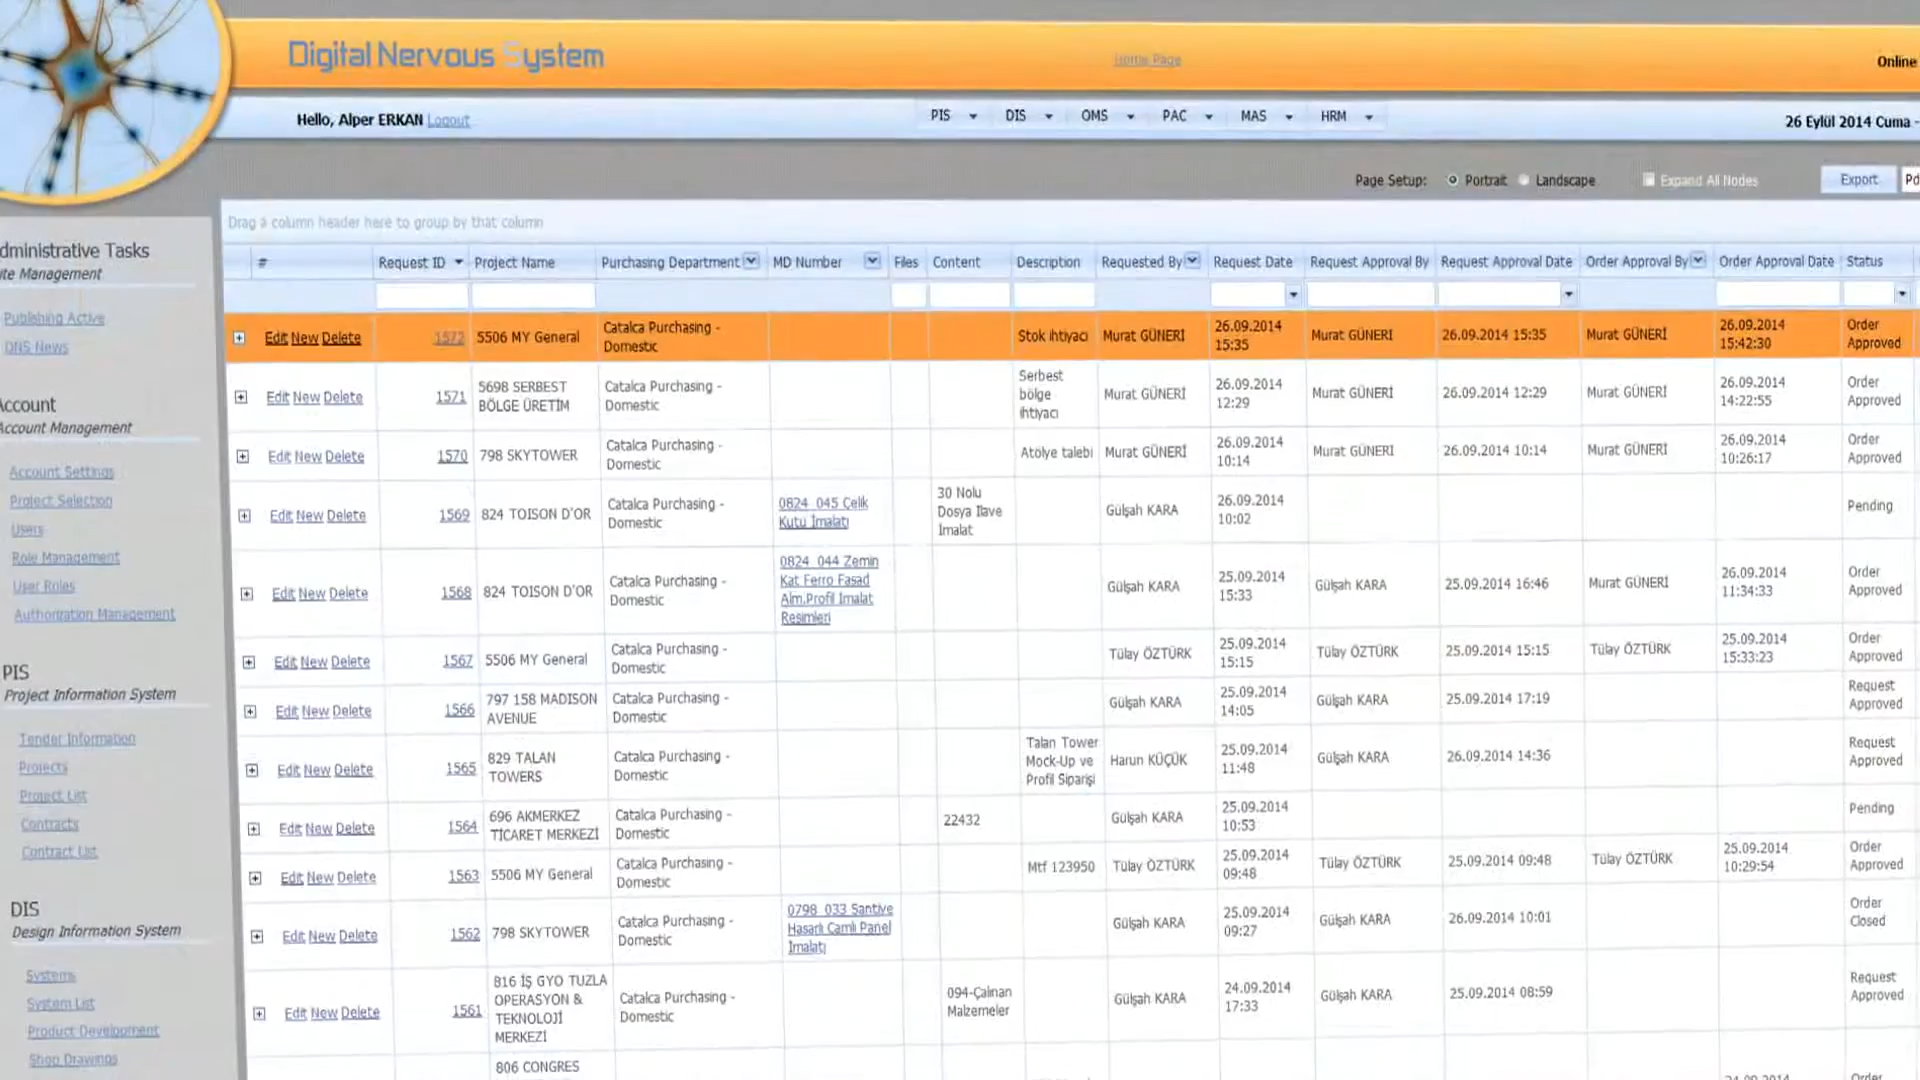 Digital Nervous System
Home Page
Online
Hello, Alper ERKAN Logout
PIS DIS OMS PAC MAS HRM
26 Eylül 2014 Cuma -
Page Setup: Portrait Landscape Expand All Nodes Export
Drag a column header here to group by that column
# Request ID Project Name Purchasing Department MD Number Files Content Description Requested By Request Date Request Approval By Request Approval Date Order Approval By Order Approval Date Status
Edit New Delete 1572 5506 MY General Catalca Purchasing - Stok ihtiyacı Murat GÜNERİ 26.09.2014 Murat GÜNERİ 26.09.2014 15:35 Murat GÜNERİ 26.09.2014 Order
Domestic 15:35 15:42:30 Approved
Edit New Delete 1571 5698 SERBEST Catalca Purchasing - Serbest Murat GÜNERİ 26.09.2014 Murat GÜNERİ 26.09.2014 12:29 Murat GÜNERİ 26.09.2014 Order
BÖLGE ÜRETİM Domestic bölge 12:29 14:22:55 Approved
ihtiyacı
Edit New Delete 1570 798 SKYTOWER Catalca Purchasing - Atölye talebi Murat GÜNERİ 26.09.2014 Murat GÜNERİ 26.09.2014 10:14 Murat GÜNERİ 26.09.2014 Order
Domestic 10:14 10:26:17 Approved
Edit New Delete 1569 824 TOISON D'OR Catalca Purchasing - 0824_045 Çelik 30 Nolu Gülşah KARA 26.09.2014 Pending
Domestic Kutu İmalatı Dosya İlave 10:02
İmalat
Edit New Delete 1568 824 TOISON D'OR Catalca Purchasing - 0824_044 Zemin Gülşah KARA 25.09.2014 Gülşah KARA 25.09.2014 16:46 Murat GÜNERİ 26.09.2014 Order
Domestic Kat Ferro Fasad 15:33 11:34:33 Approved
Alm.Profil İmalat
Resimleri
Edit New Delete 1567 5506 MY General Catalca Purchasing - Tülay ÖZTÜRK 25.09.2014 Tülay ÖZTÜRK 25.09.2014 15:15 Tülay ÖZTÜRK 25.09.2014 Order
Domestic 15:15 15:33:23 Approved
Edit New Delete 1566 797 158 MADISON Catalca Purchasing - Gülşah KARA 25.09.2014 Gülşah KARA 25.09.2014 17:19 Request
AVENUE Domestic 14:05 Approved
Edit New Delete 1565 829 TALAN Catalca Purchasing - Talan Tower Harun KÜÇÜK 25.09.2014 Gülşah KARA 26.09.2014 14:36 Request
TOWERS Domestic Mock-Up ve 11:48 Approved
Profil Siparişi
Edit New Delete 1564 696 AKMERKEZ Catalca Purchasing - 22432 Gülşah KARA 25.09.2014 Pending
TİCARET MERKEZİ Domestic 10:53
Edit New Delete 1563 5506 MY General Catalca Purchasing - Mtf 123950 Tülay ÖZTÜRK 25.09.2014 Tülay ÖZTÜRK 25.09.2014 09:48 Tülay ÖZTÜRK 25.09.2014 Order
Domestic 09:48 10:29:54 Approved
Edit New Delete 1562 798 SKYTOWER Catalca Purchasing - 0798_033 Santiye Gülşah KARA 25.09.2014 Gülşah KARA 26.09.2014 10:01 Order
Domestic Hasarlı Camlı Panel 09:27 Closed
İmalatı
Edit New Delete 1561 816 İŞ GYO TUZLA Catalca Purchasing - 094-Çalınan Gülşah KARA 24.09.2014 Gülşah KARA 25.09.2014 08:59 Request
OPERASYON & Domestic Malzemeler 17:33 Approved
TEKNOLOJİ
MERKEZİ
806 CONGRES
dministrative Tasks
ite Management
Publishing Active
DNS News
Account
Account Management
Account Settings
Project Selection
Users
Role Management
User Roles
Authorization Management
PIS
Project Information System
Tender Information
Projects
Project List
Contracts
Contract List
DIS
Design Information System
Systems
System List
Product Development
Shop Drawings